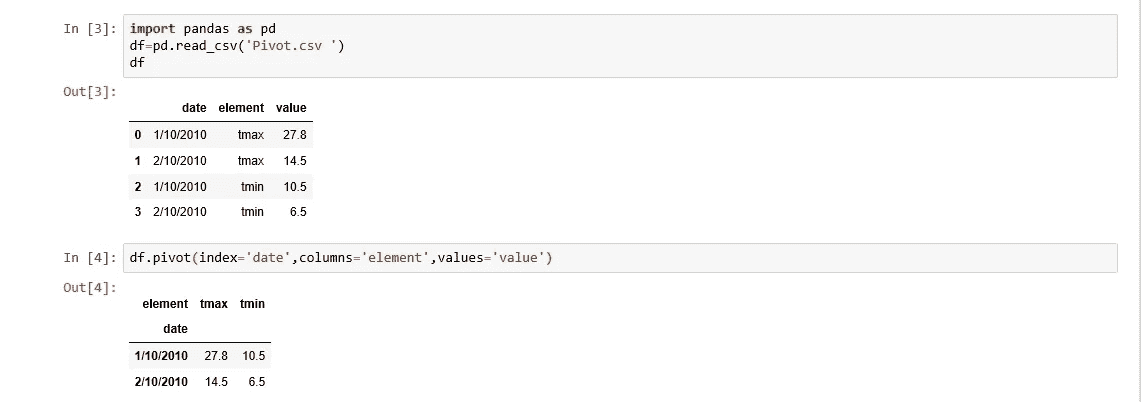 In [3]: import pandas as pd
df=pd.read_csv('Pivot.csv ')
df
Out[3]:
date element value
0 1/10/2010 tmax 27.8
1 2/10/2010 tmax 14.5
2 1/10/2010 tmin 10.5
3 2/10/2010 tmin 6.5
In [4]: df.pivot(index='date',columns='element',values='value')
Out[4]:
element tmax tmin
date
1/10/2010 27.8 10.5
2/10/2010 14.5 6.5